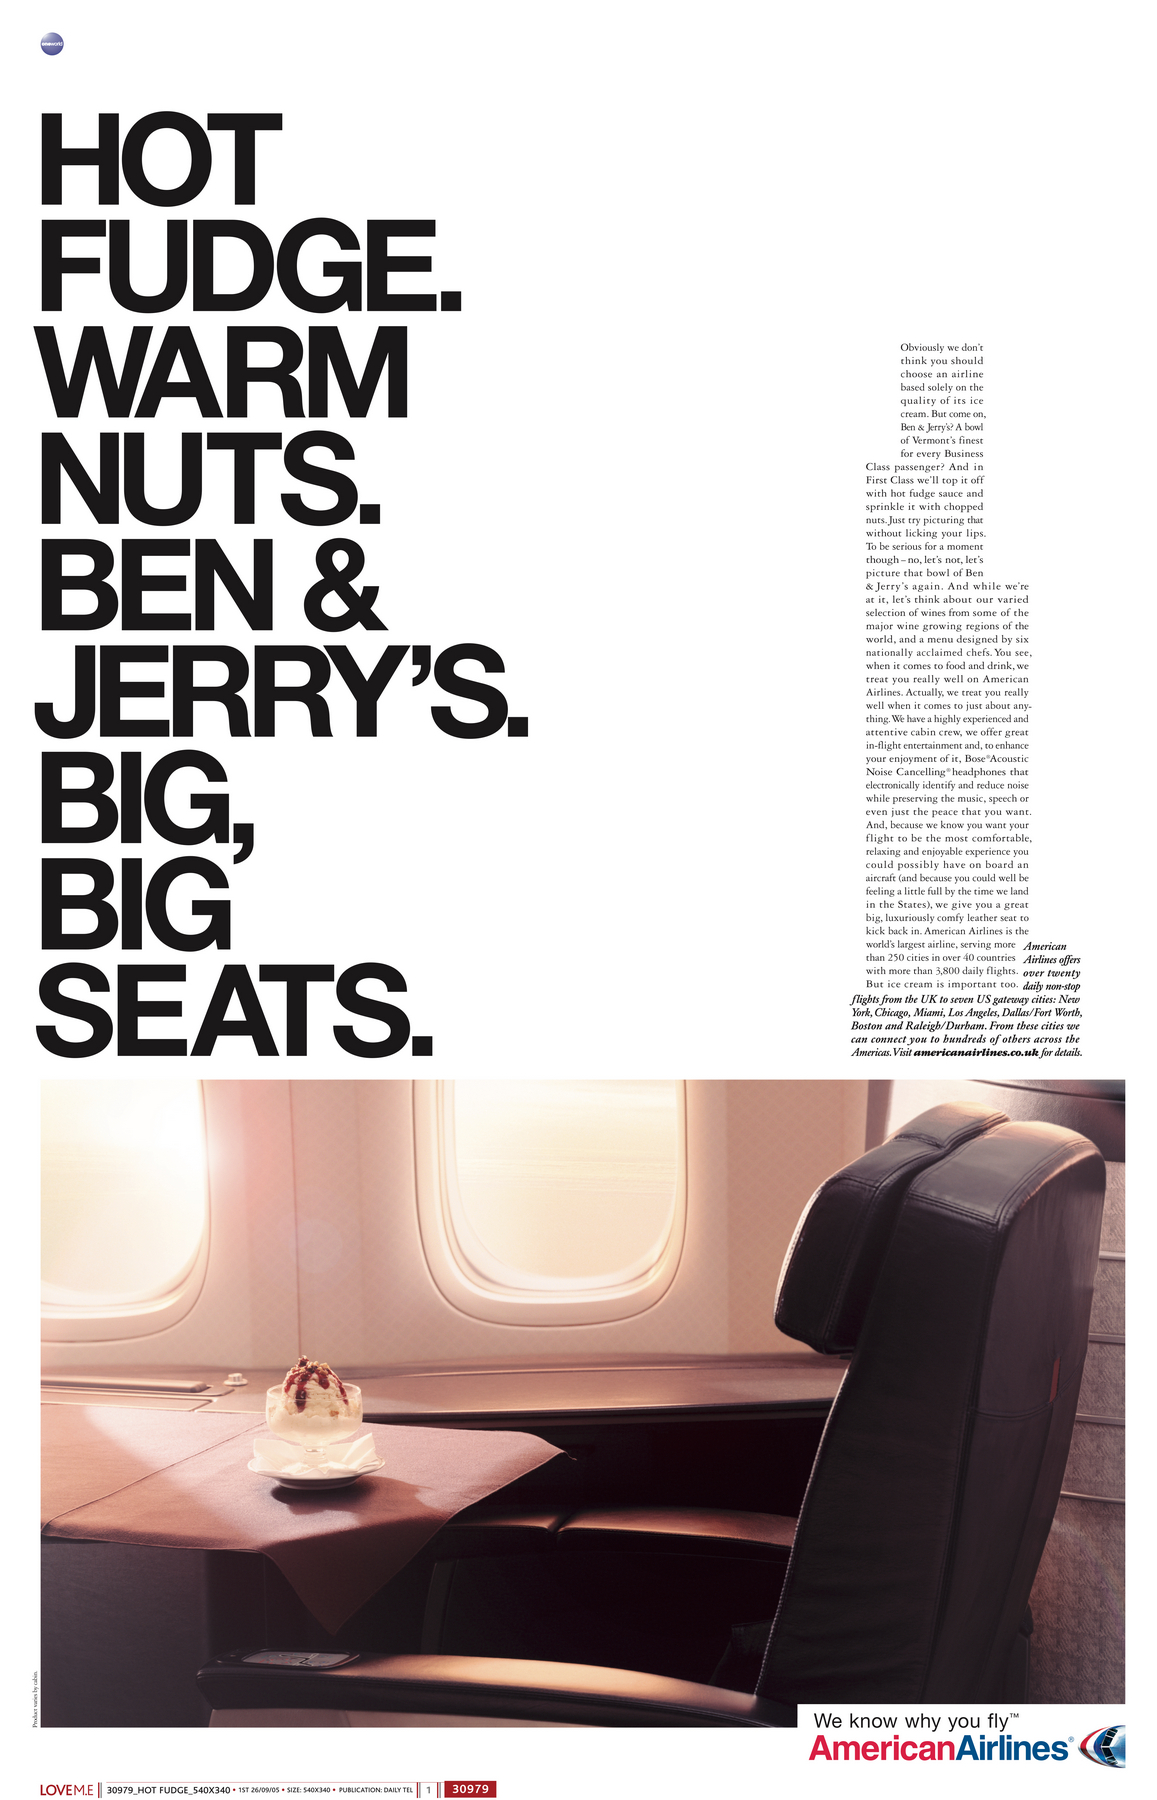 oneworld
HOT
FUDGE.
WARM
NUTS.
BEN &
JERRY'S.
BIG,
BIG
SEATS.
Obviously we don't
think you should
choose an airline
based solely on the
quality of its ice
cream. But come on,
Ben & Jerry's? A bowl
of Vermont's finest
for every Business
Class passenger? And in
First Class we'll top it off
with hot fudge sauce and
sprinkle it with chopped
nuts. Just try picturing that
without licking your lips.
To be serious for a moment
though – no, let's not, let's
picture that bowl of Ben
& Jerry's again. And while we're
at it, let's think about our varied
selection of wines from some of the
major wine growing regions of the
world, and a menu designed by six
nationally acclaimed chefs. You see,
when it comes to food and drink, we
treat you really well on American
Airlines. Actually, we treat you really
well when it comes to just about any-
thing. We have a highly experienced and
attentive cabin crew, we offer great
in-flight entertainment and, to enhance
your enjoyment of it, Bose® Acoustic
Noise Cancelling® headphones that
electronically identify and reduce noise
while preserving the music, speech or
even just the peace that you want.
And, because we know you want your
flight to be the most comfortable,
relaxing and enjoyable experience you
could possibly have on board an
aircraft (and because you could well be
feeling a little full by the time we land
in the States), we give you a great
big, luxuriously comfy leather seat to
kick back in. American Airlines is the
world's largest airline, serving more
than 250 cities in over 40 countries
with more than 3,800 daily flights.
But ice cream is important too.
American
Airlines offers
over twenty
daily non-stop
flights from the UK to seven US gateway cities: New
York, Chicago, Miami, Los Angeles, Dallas/Fort Worth,
Boston and Raleigh/Durham. From these cities we
can connect you to hundreds of others across the
Americas. Visit americanairlines.co.uk for details.
Product varies by cabin.
We know why you fly™
AmericanAirlines®
LOVEM.E 30979_HOT FUDGE_540X340 • 1ST 26/09/05 • SIZE: 540X340 • PUBLICATION: DAILY TEL 1 30979